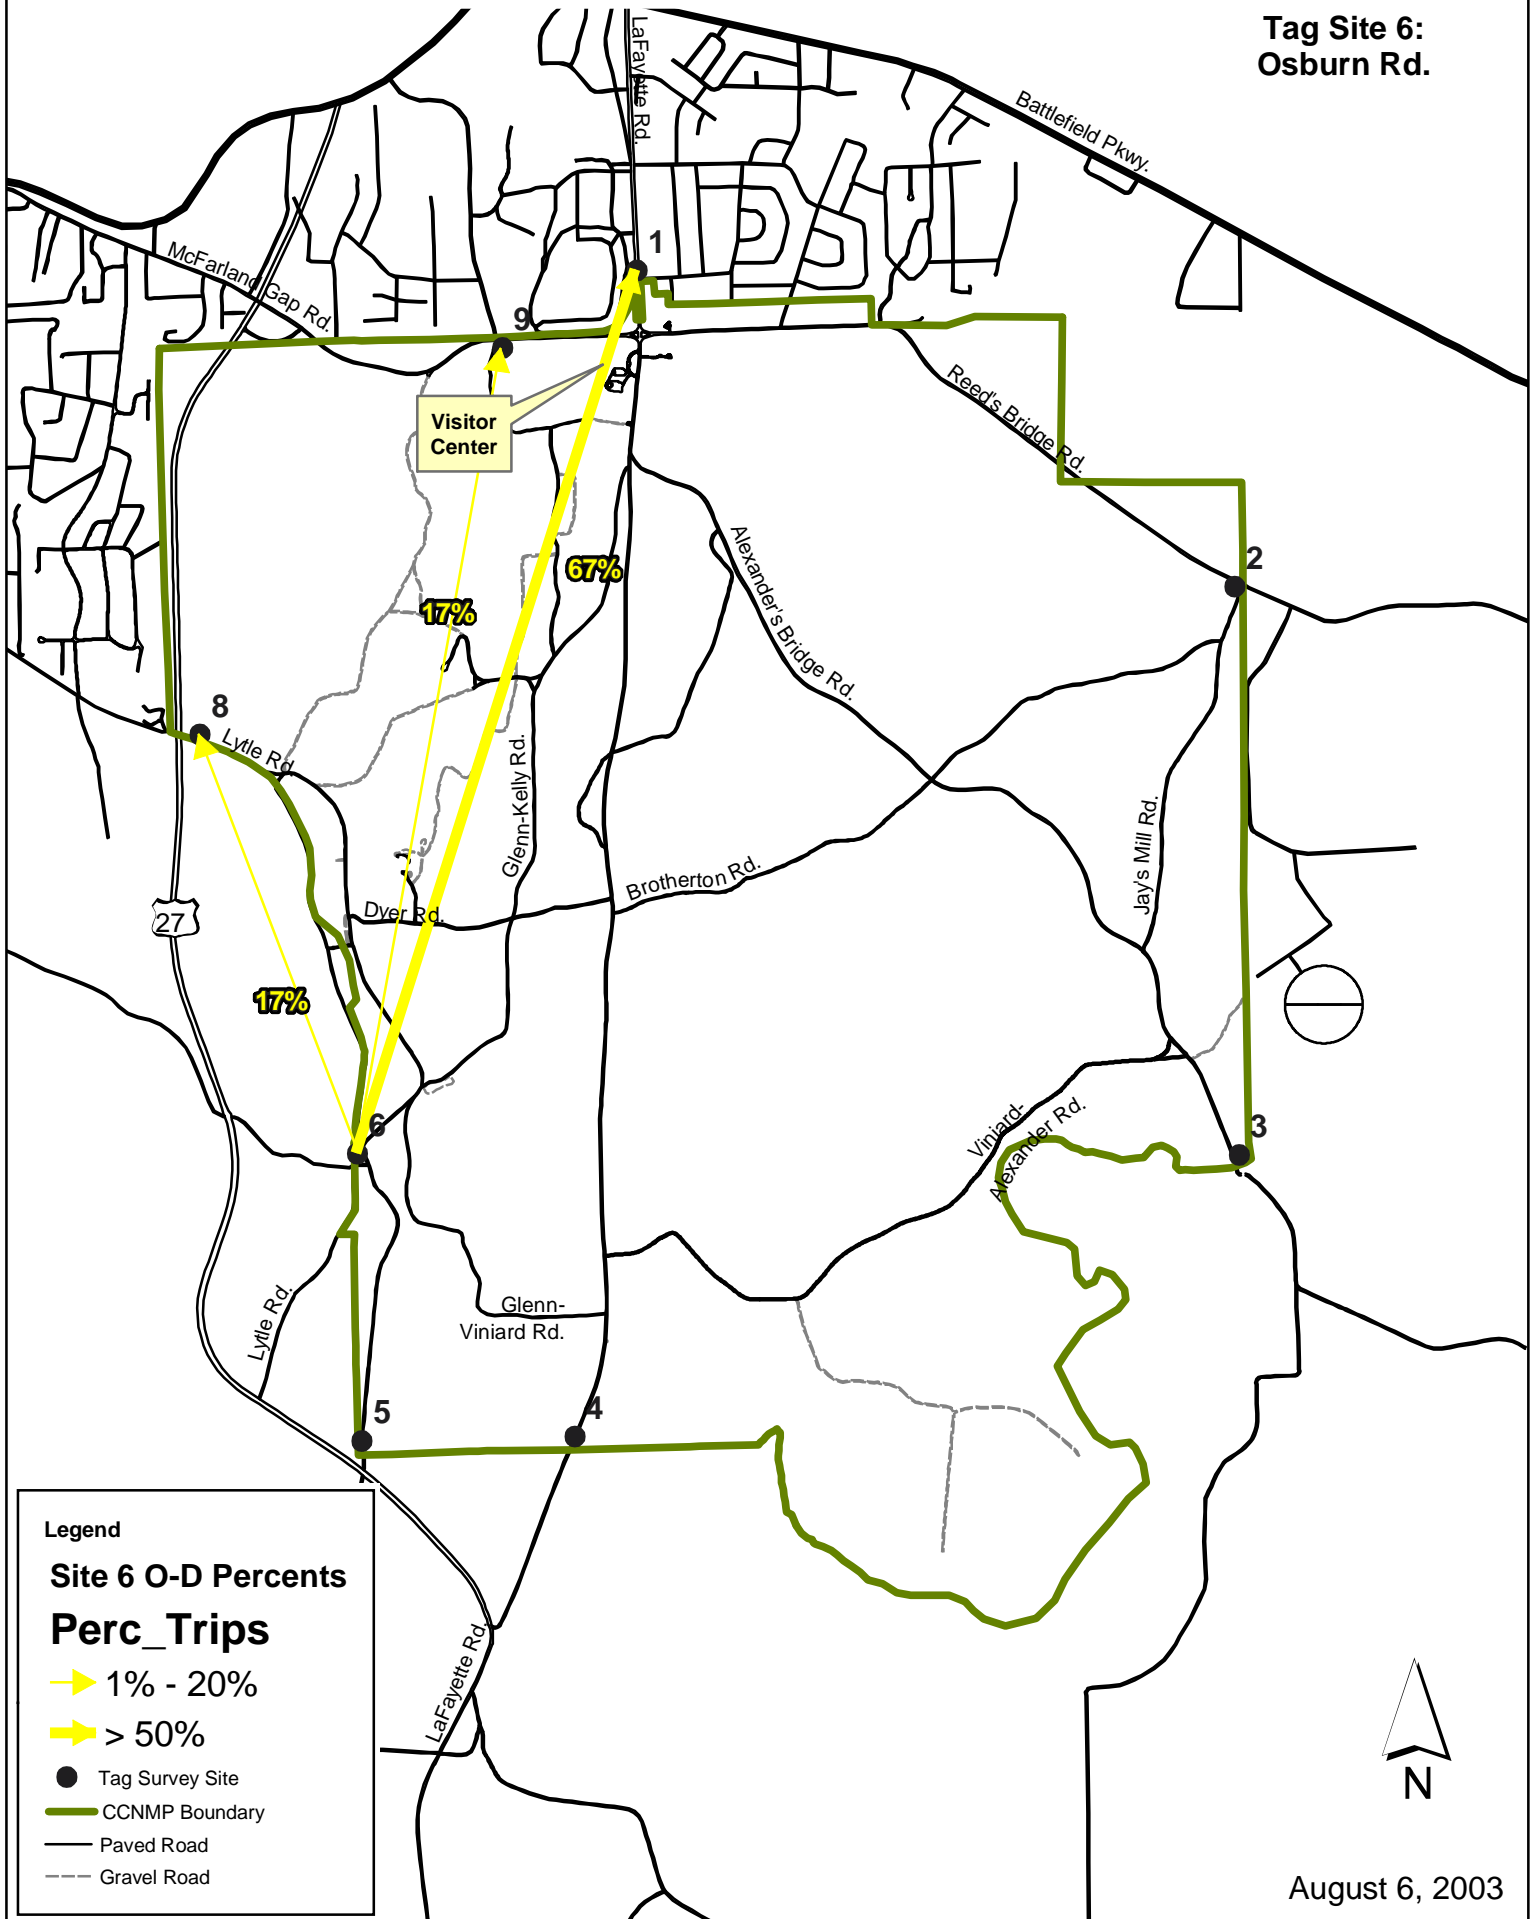 Tag Site 6:
Osburn Rd.
LaFayette Rd.
Battlefield Pkwy.
McFarland Gap Rd.
1
9
Reed's Bridge Rd.
Visitor
Center
Alexander's Bridge Rd.
2
67%
17%
8
Lytle Rd.
Glenn-Kelly Rd.
Jay's Mill Rd.
Brotherton Rd.
Dyer Rd.
27
17%
Viniard-
Alexander Rd.
6
3
Lytle Rd.
Glenn-
Viniard Rd.
5
4
Legend
Site 6 O-D Percents
Perc_Trips
1% - 20%
> 50%
Tag Survey Site
CCNMP Boundary
Paved Road
Gravel Road
LaFayette Rd.
N
August 6, 2003